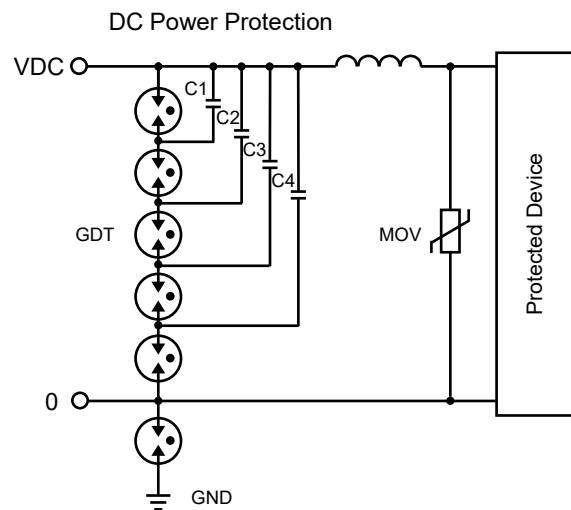 DC Power Protection
VDC
C1
C2
C3
C4
GDT
MOV
Protected Device
0
GND